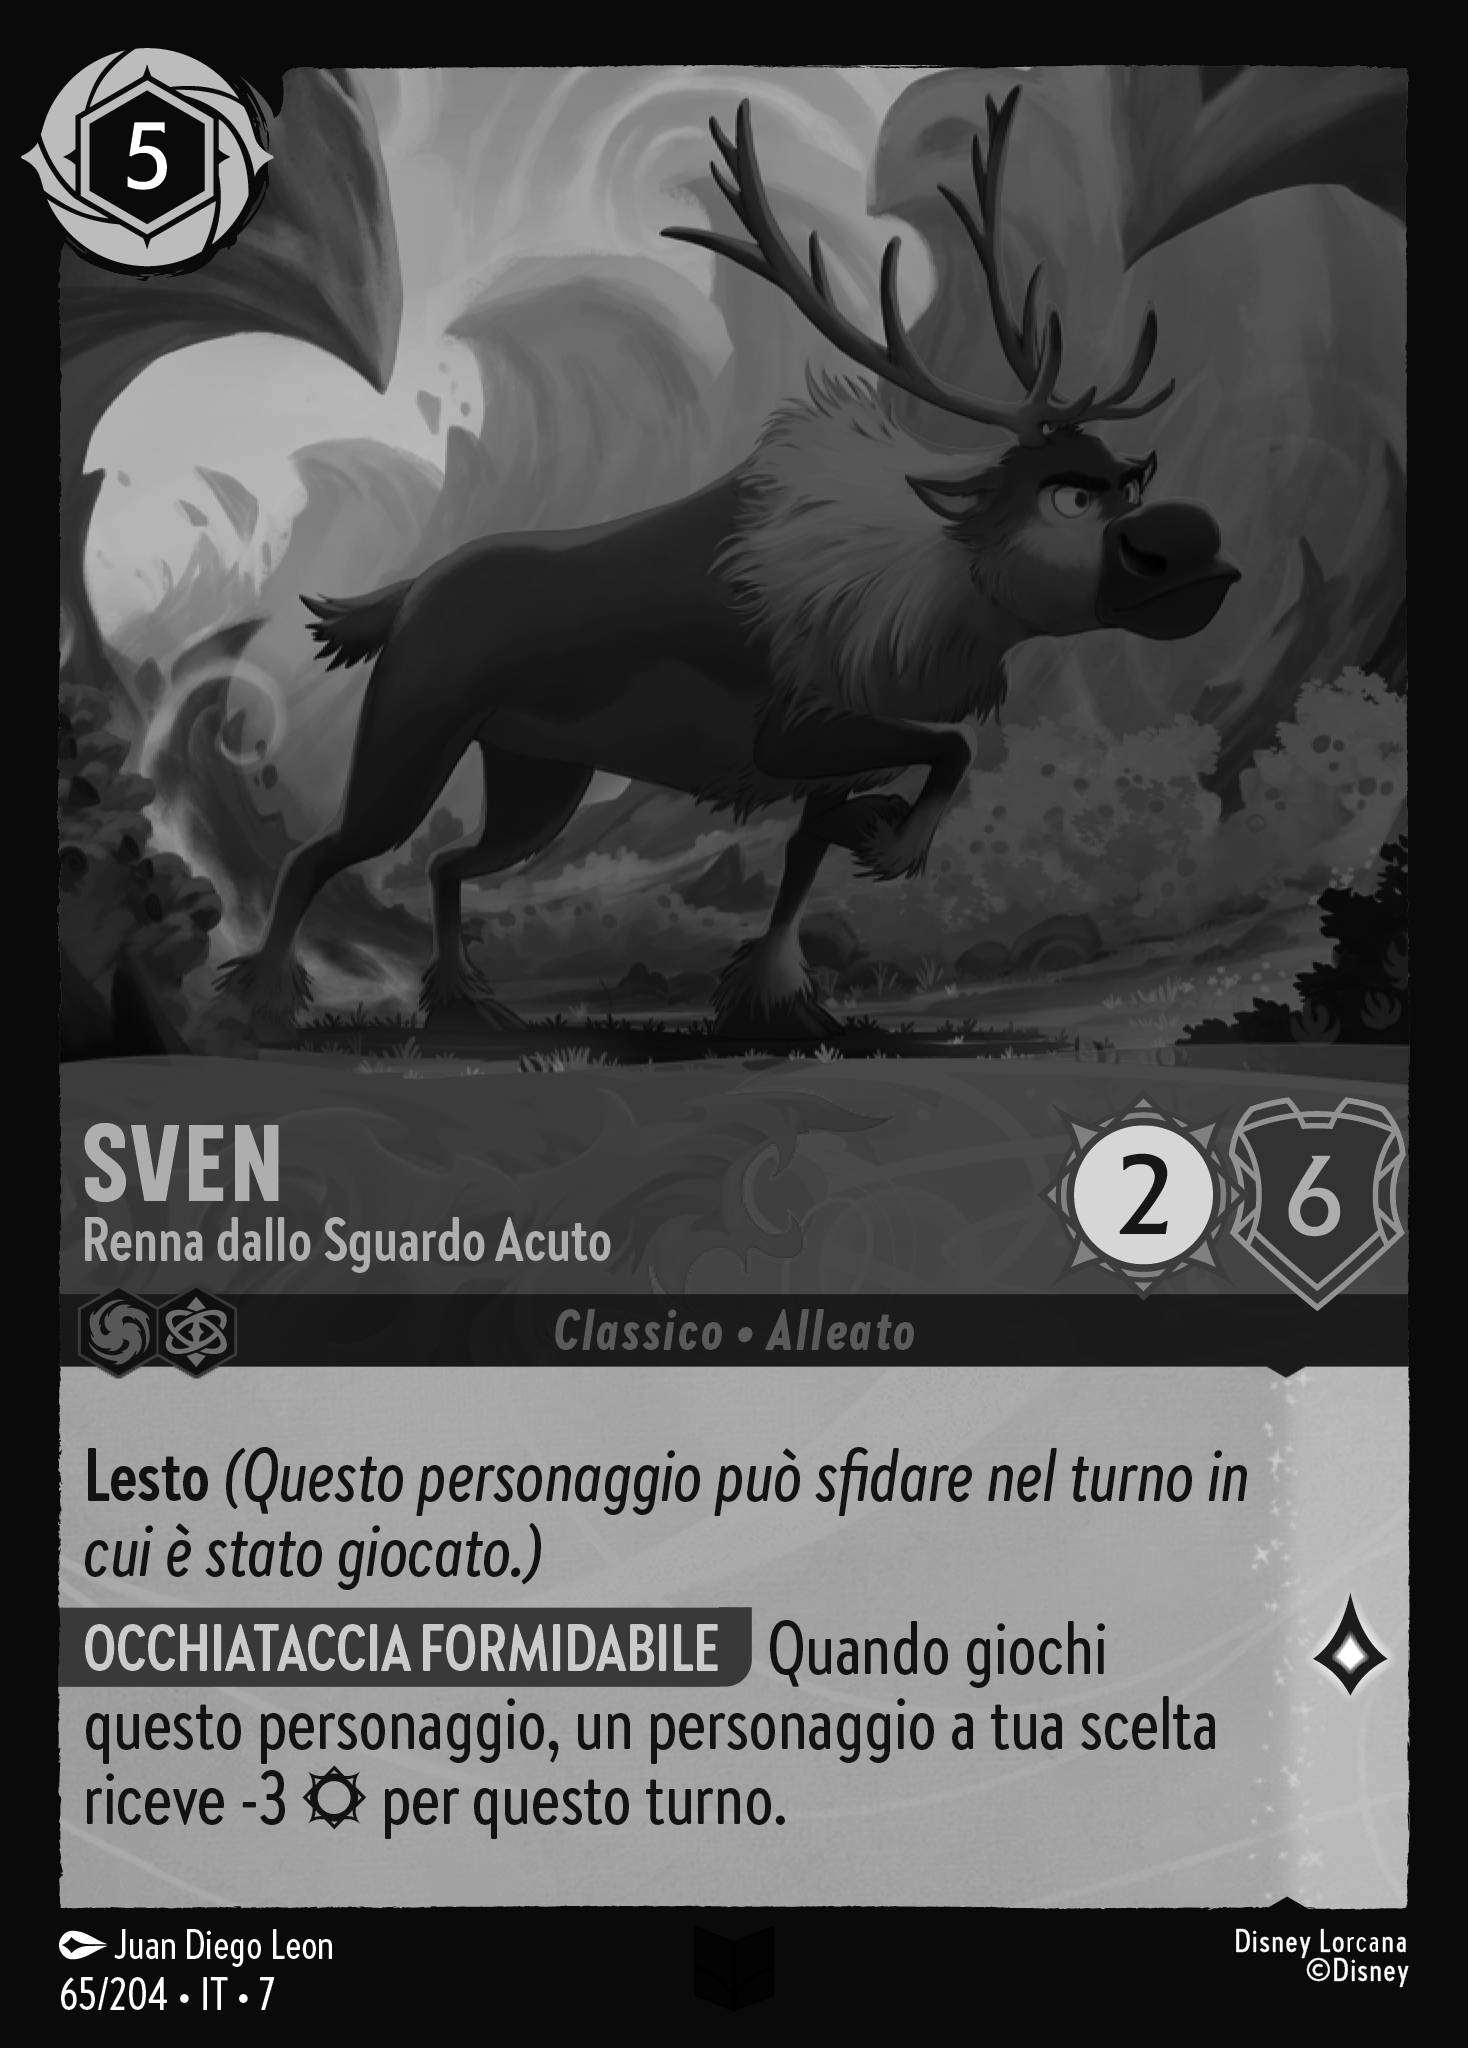 5
SVEN
Renna dallo Sguardo Acuto
2
6
Classico • Alleato
Lesto (Questo personaggio può sfidare nel turno in
cui è stato giocato.)
OCCHIATACCIA FORMIDABILE Quando giochi
questo personaggio, un personaggio a tua scelta
riceve -3 per questo turno.
Juan Diego Leon
65/204 • IT • 7
Disney Lorcana
©Disney